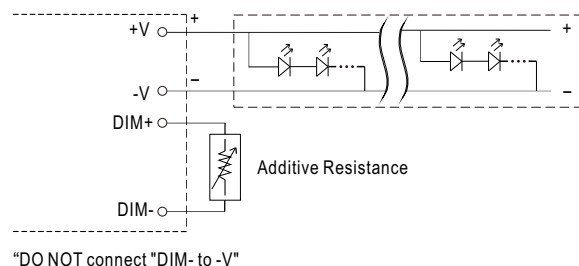 +V
+
+
-V
–
–
DIM+
Additive Resistance
DIM-
“DO NOT connect "DIM- to -V"